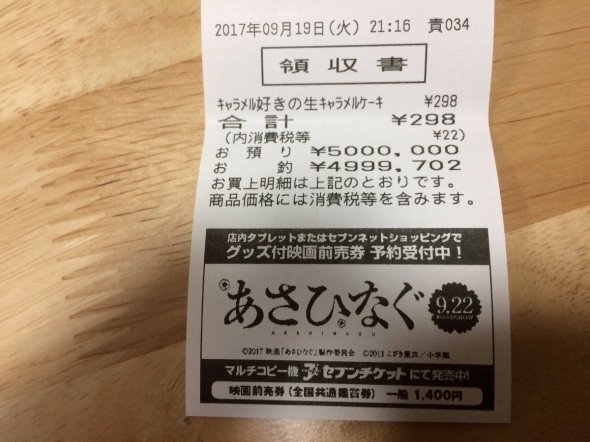 2017年09月19日(火) 21:16 責034
領収書
キャラメル好きの生キャラメルケーキ ¥298
合計 ¥298
(内消費税等 ¥22)
お預り ¥5000,000
お釣 ¥4999,702
お買上明細は上記のとおりです。
商品価格には消費税等を含みます。
店内タブレットまたはセブンネットショッピングで
グッズ付映画前売券 予約受付中!
あさひなぐ
9.22
ROADSHOW
ASAHINAGU
©2017 映画「あさひなぐ」製作委員会 ©2011 こざき亜衣/小学館
マルチコピー機 セブンチケットにて発売中!
映画前売券(全国共通鑑賞券) 一般 1,400円